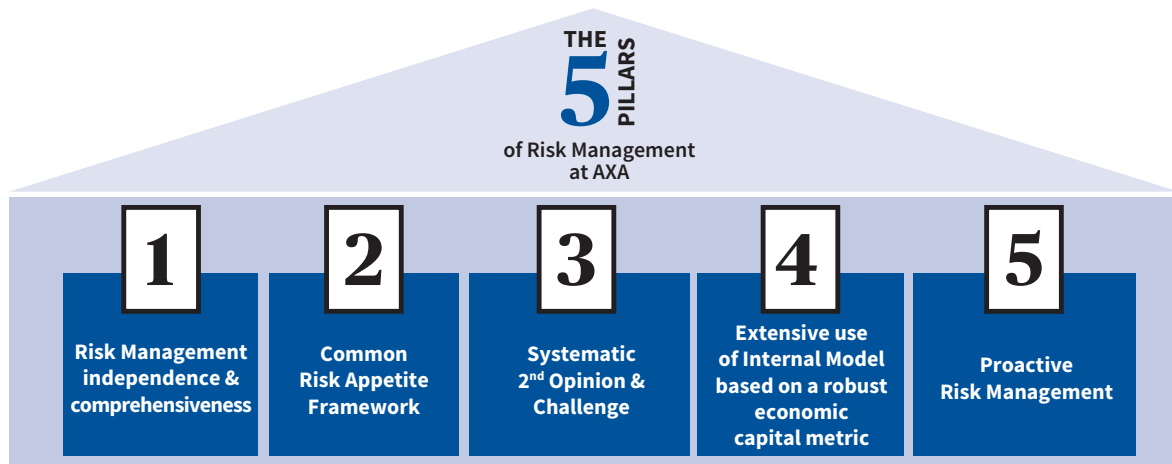 THE
5
PILLARS
of Risk Management
at AXA
1
Risk Management
independence &
comprehensiveness
2
Common
Risk Appetite
Framework
3
Systematic
2nd Opinion &
Challenge
4
Extensive use
of Internal Model
based on a robust
economic
capital metric
5
Proactive
Risk Management